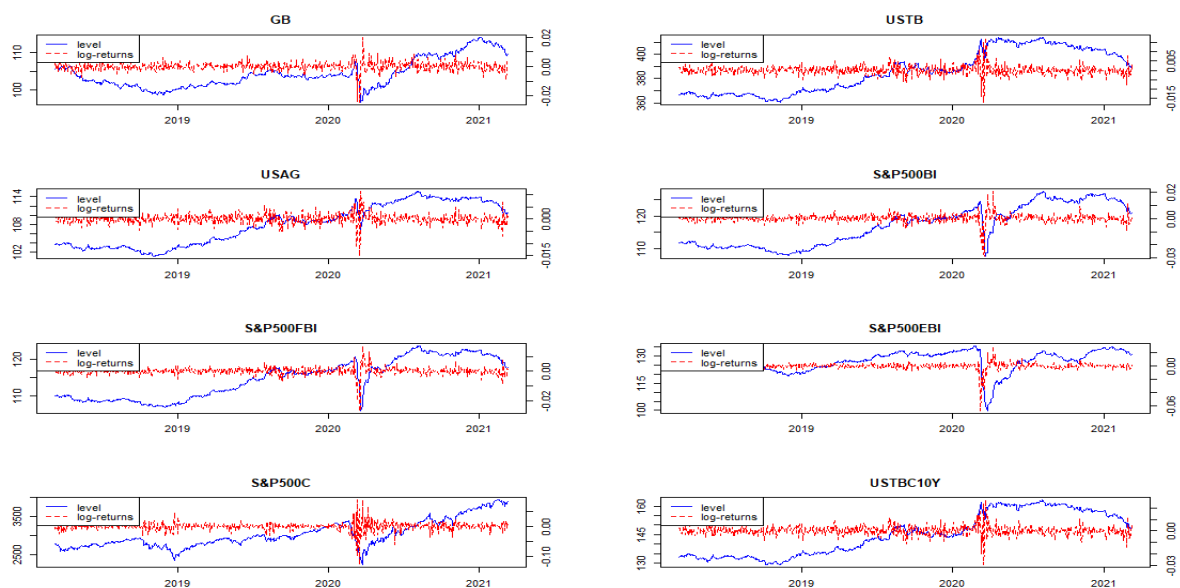 GB
level
log-returns
110
100
0.02
0.00
-0.02
2019 2020 2021
USTB
level
log-returns
400
380
360
0.005
-0.015
2019 2020 2021
USAG
level
log-returns
114
108
102
0.000
-0.015
2019 2020 2021
S&P500BI
level
log-returns
120
110
0.02
0.00
-0.03
2019 2020 2021
S&P500FBI
level
log-returns
120
110
0.00
-0.02
2019 2020 2021
S&P500EBI
level
log-returns
130
115
100
0.00
-0.06
2019 2020 2021
S&P500C
level
log-returns
3500
2500
0.00
-0.10
2019 2020 2021
USTBC10Y
level
log-returns
160
145
130
0.00
-0.03
2019 2020 2021